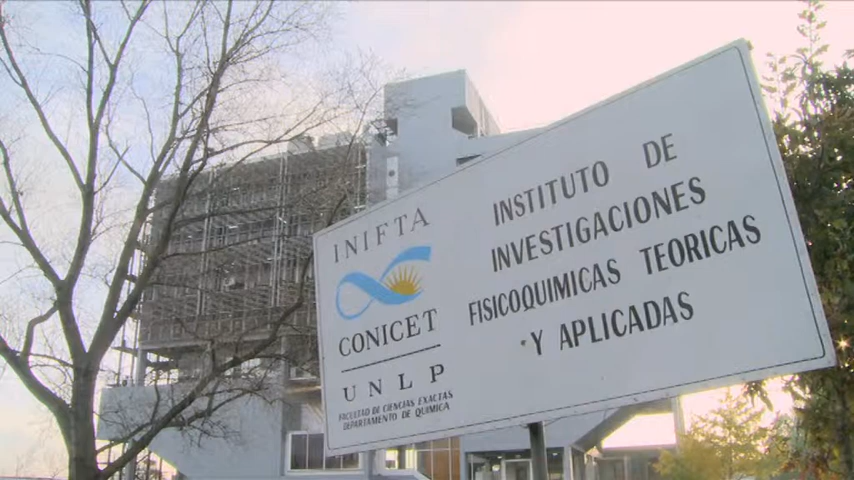 INIFTA
CONICET
UNLP
FACULTAD DE CIENCIAS EXACTAS
DEPARTAMENTO DE QUIMICA
INSTITUTO DE
INVESTIGACIONES
FISICOQUIMICAS TEORICAS
Y APLICADAS